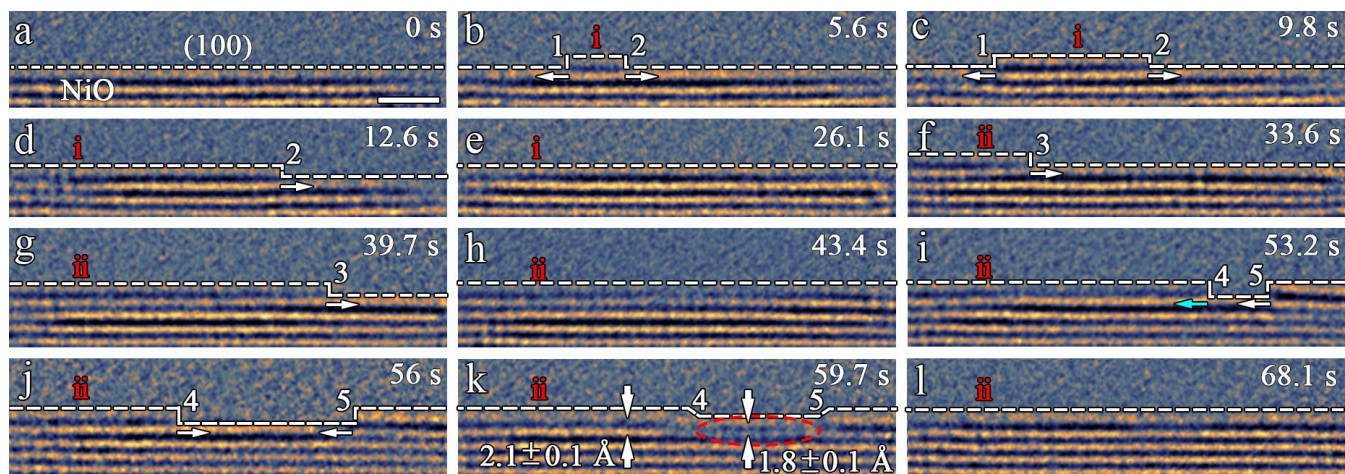 a
0 s
(100)
NiO
b
5.6 s
1
i
2
c
9.8 s
1
i
2
d
12.6 s
i
2
e
26.1 s
i
f
33.6 s
ii
3
g
39.7 s
ii
3
h
43.4 s
ii
i
53.2 s
ii
4
5
j
56 s
ii
4
5
k
59.7 s
ii
4
5
2.1±0.1 Å
1.8±0.1 Å
l
68.1 s
ii